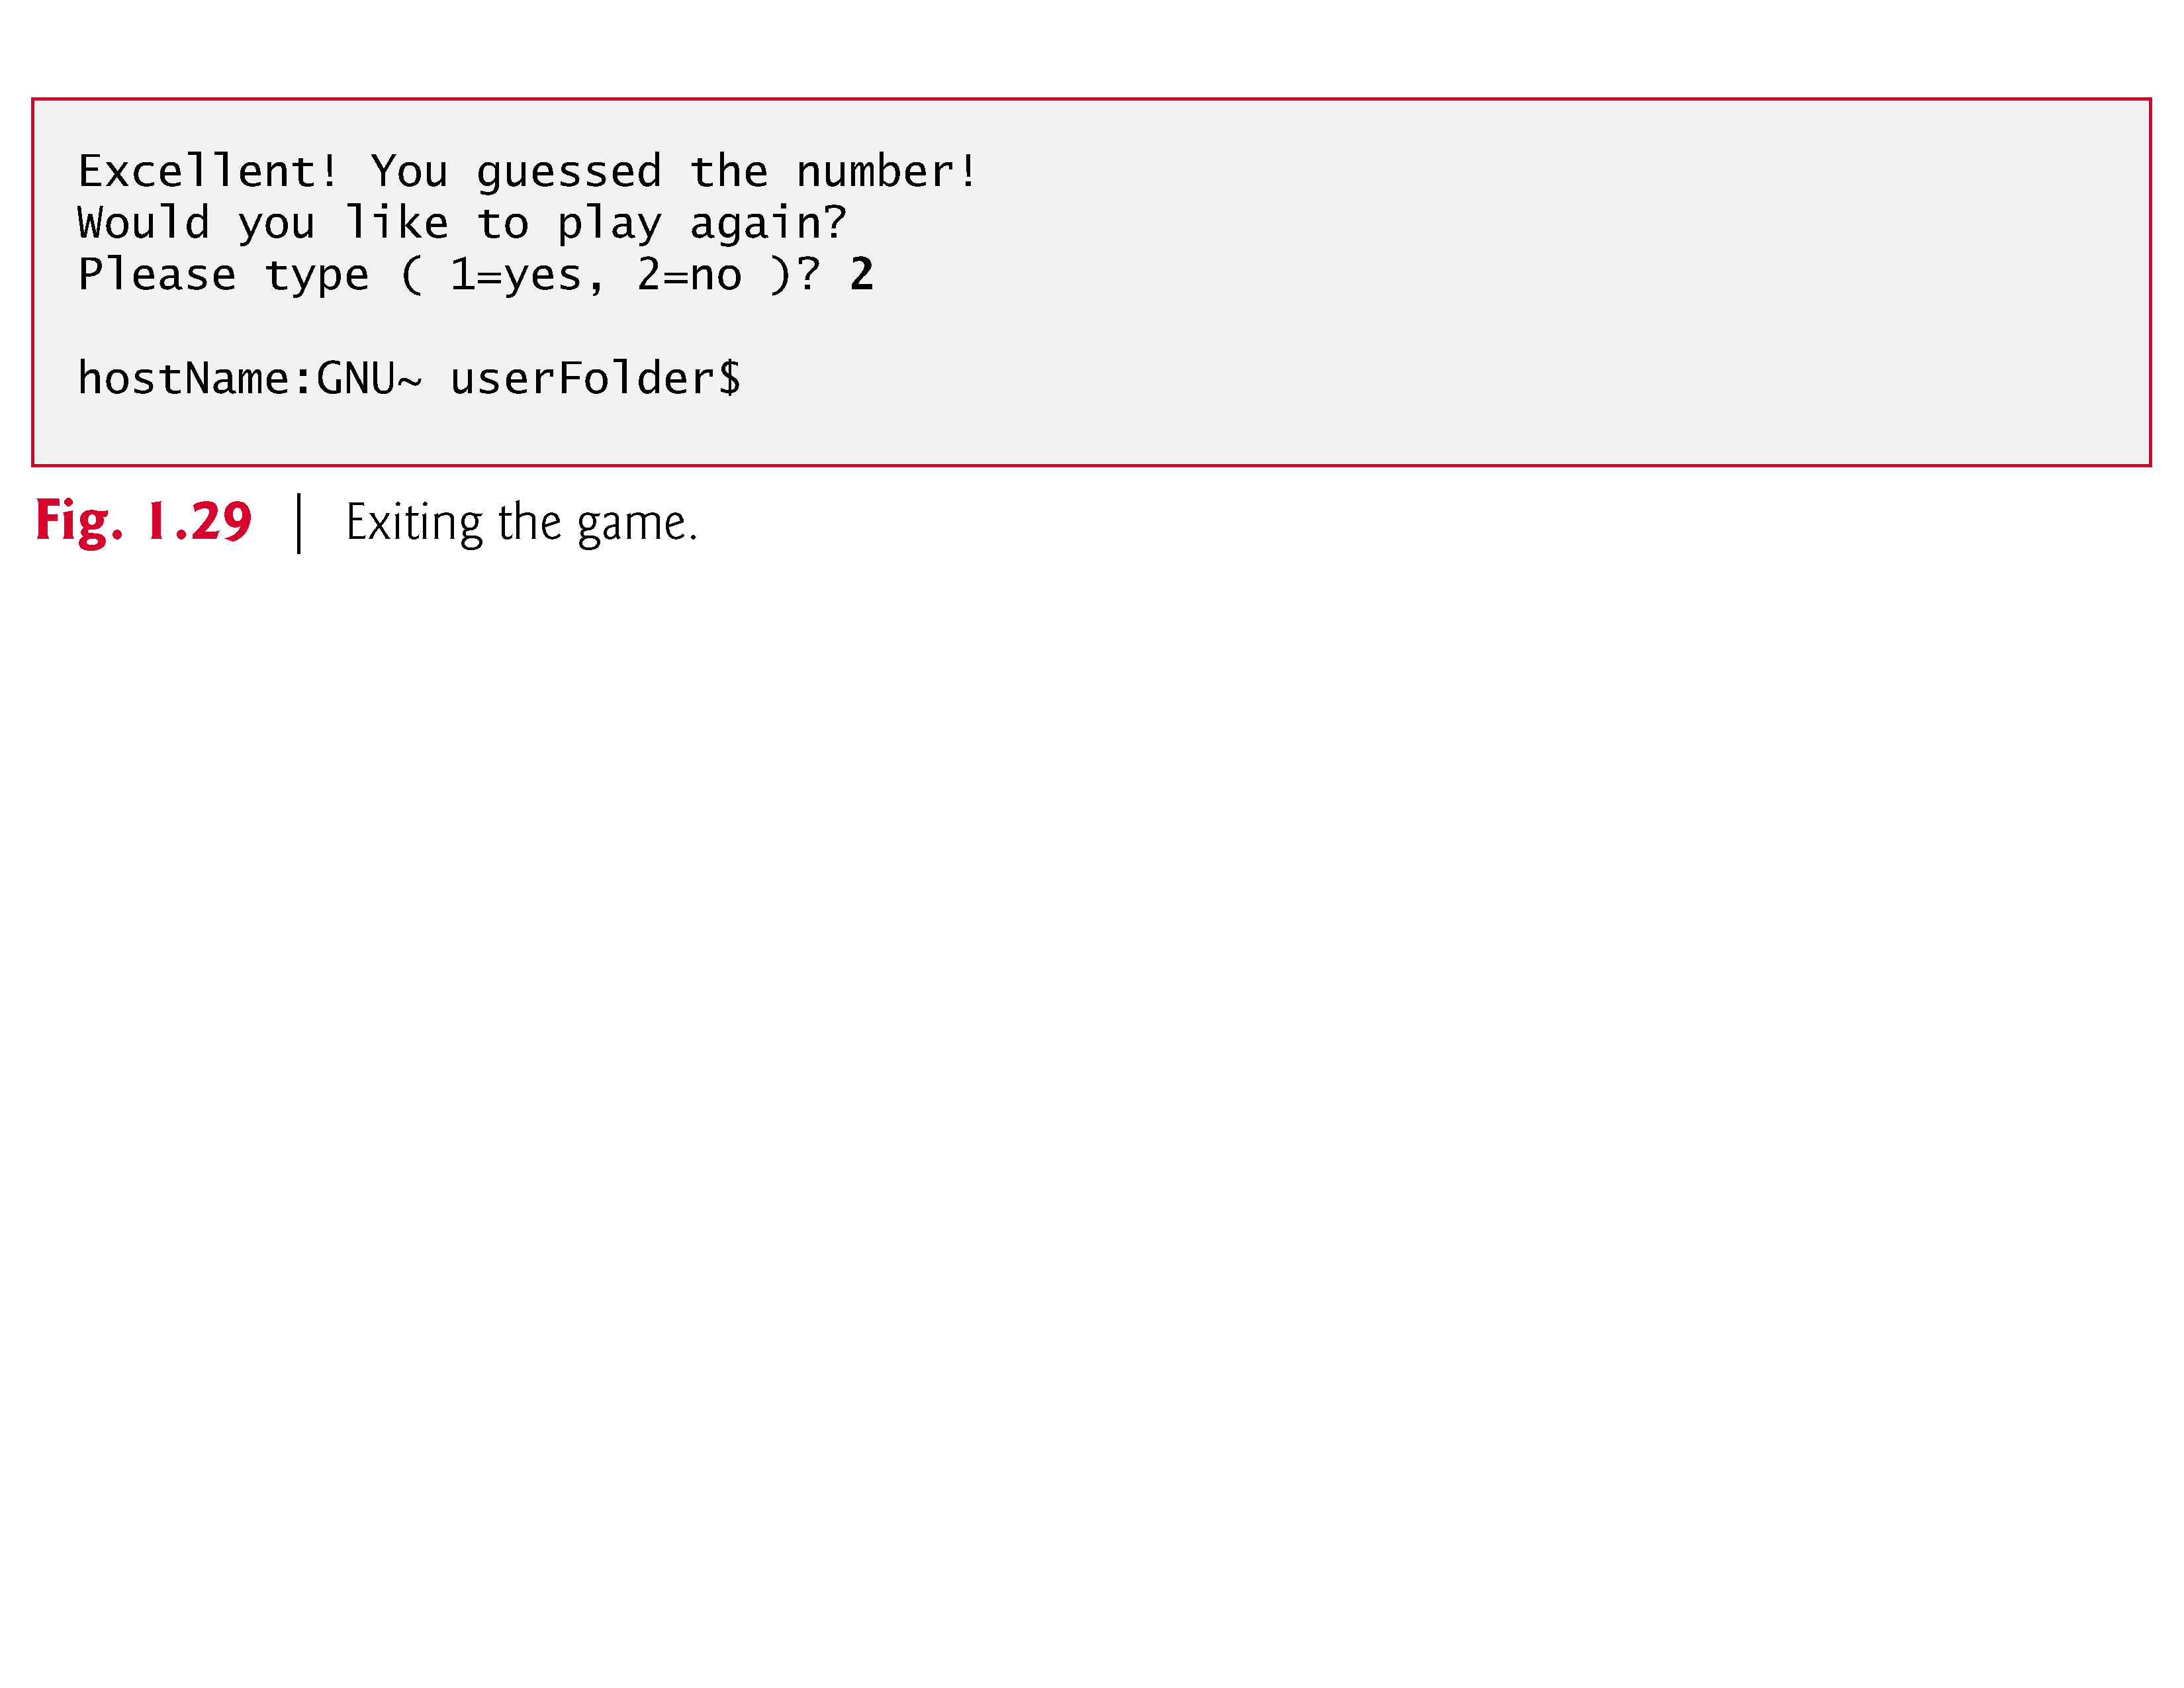 Excellent! You guessed the number!
Would you like to play again?
Please type ( 1=yes, 2=no )? 2
hostName:GNU~ userFolder$
Fig. 1.29 | Exiting the game.